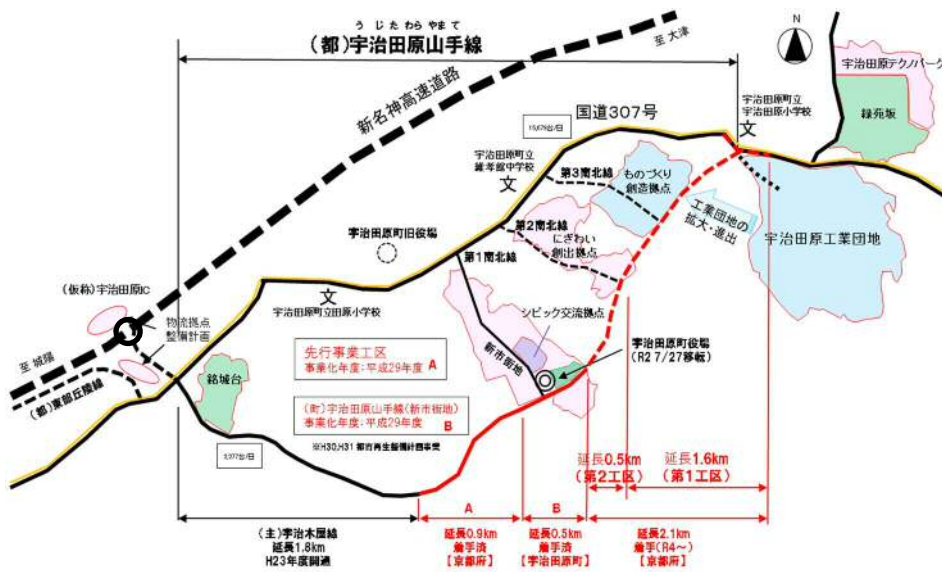 うじたわらやまて
(都)宇治田原山手線
至 大津
N
宇治田原テクノパーク
緑苑坂
新名神高速道路
国道307号
宇治田原町立
宇治田原小学校
文
宇治田原町立
維孝館中学校
文
第3南北線
ものづくり
創造拠点
工業団地の
拡大・進出
宇治田原工業団地
第2南北線
にぎわい
創出拠点
宇治田原町旧役場
第1南北線
(仮称)宇治田原IC
物流拠点
整備計画
文
宇治田原町立田原小学校
シビック交流拠点
新市街地
宇治田原町役場
(R2 7/27移転)
至 城陽
(都)東部丘陵線
銘城台
先行事業工区
事業化年度:平成29年度
A
(町)宇治田原山手線(新市街地)
事業化年度:平成29年度
B
※H30,H31 都市再生整備計画事業
延長0.5km
(第2工区)
延長1.6km
(第1工区)
(主)宇治木屋線
延長1.8km
H23年度開通
A
延長0.9km
着手済
【京都府】
B
延長0.5km
着手済
【宇治田原町】
延長2.1km
着手(R4~)
【京都府】